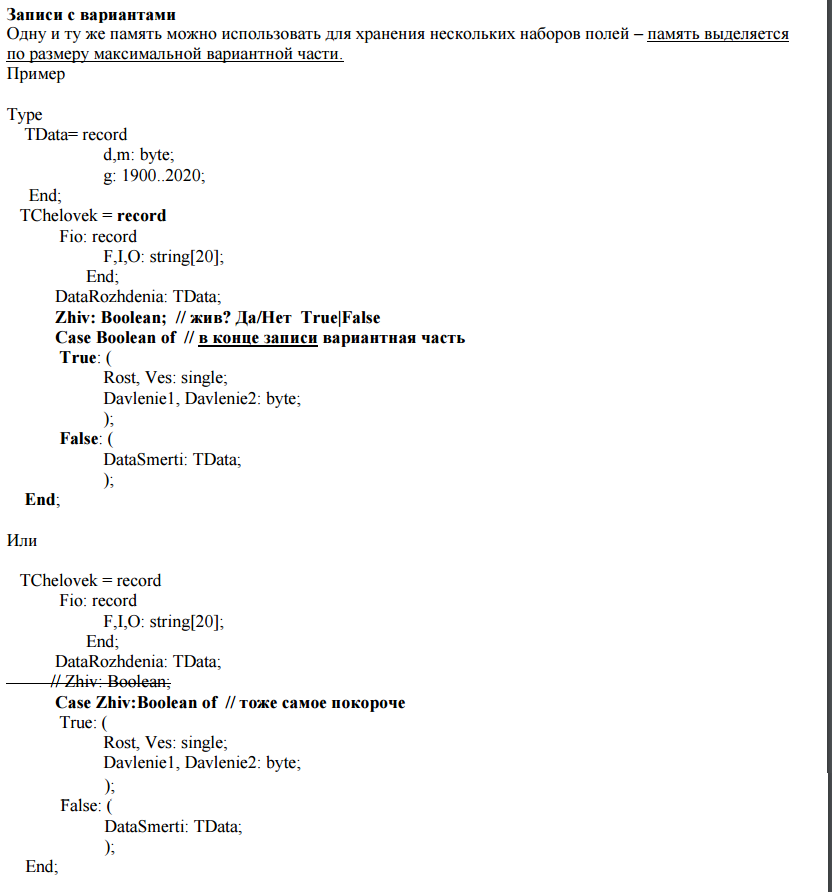 Записи с вариантами
Одну и ту же память можно использовать для хранения нескольких наборов полей – память выделяется
по размеру максимальной вариантной части.
Пример
Type
TData= record
d,m: byte;
g: 1900..2020;
End;
TChelovek = record
Fio: record
F,I,O: string[20];
End;
DataRozhdenia: TData;
Zhiv: Boolean; // жив? Да/Нет True|False
Case Boolean of // в конце записи вариантная часть
True: (
Rost, Ves: single;
Davlenie1, Davlenie2: byte;
);
False: (
DataSmerti: TData;
);
End;
Или
TChelovek = record
Fio: record
F,I,O: string[20];
End;
DataRozhdenia: TData;
// Zhiv: Boolean;
Case Zhiv:Boolean of // тоже самое покороче
True: (
Rost, Ves: single;
Davlenie1, Davlenie2: byte;
);
False: (
DataSmerti: TData;
);
End;